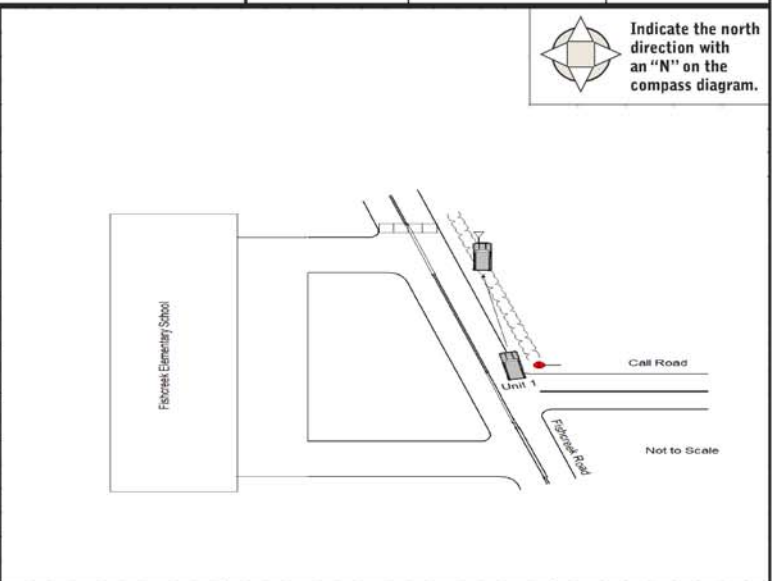 Indicate the north
direction with
an “N” on the
compass diagram.
Fishcreek Elementary School
Call Road
Unit 1
Fishcreek Road
Not to Scale